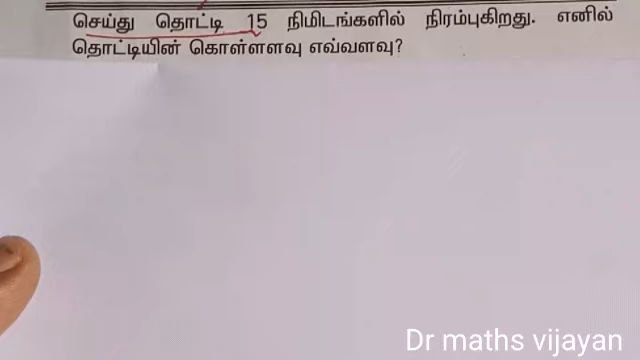 செய்து தொட்டி 15 நிமிடங்களில் நிரம்புகிறது. எனில்
தொட்டியின் கொள்ளளவு எவ்வளவு?
Dr maths vijayan